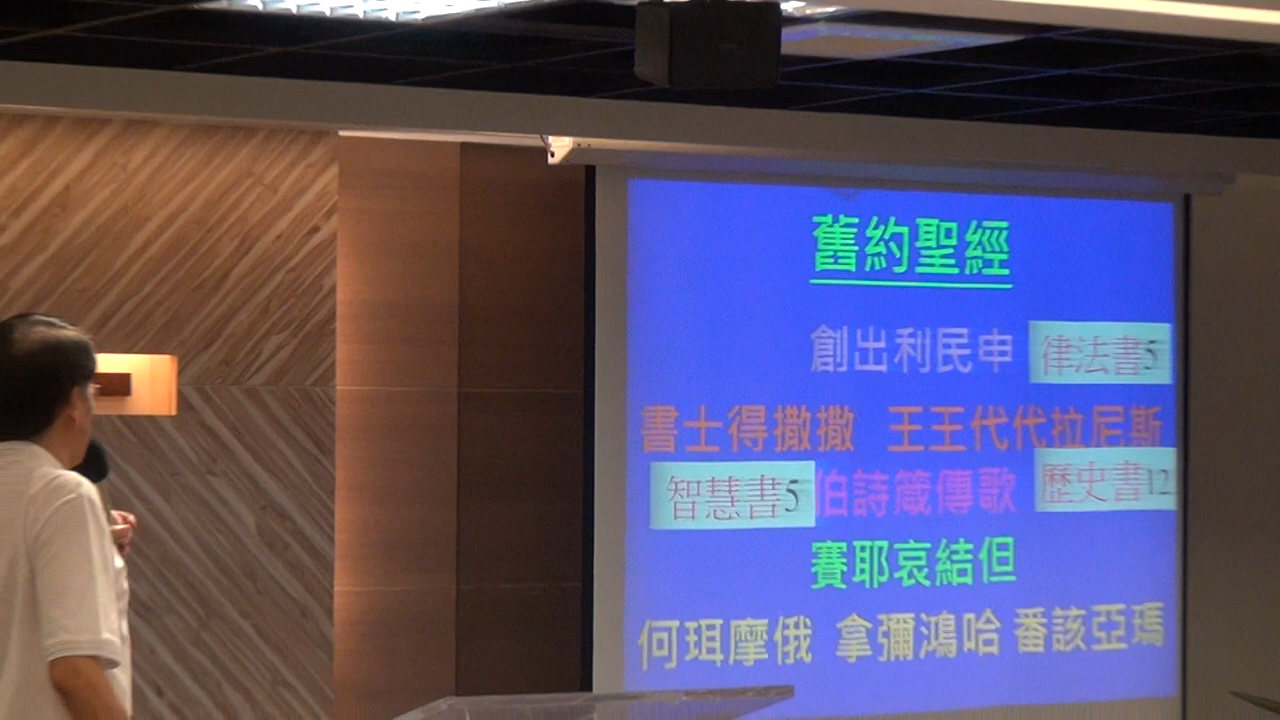 舊約聖經
創出利民申 律法書5
書士得撒撒 王王代代拉尼斯
智慧書5 伯詩箴傳歌 歷史書12
賽耶哀結但
何珥摩俄 拿彌鴻哈 番該亞瑪